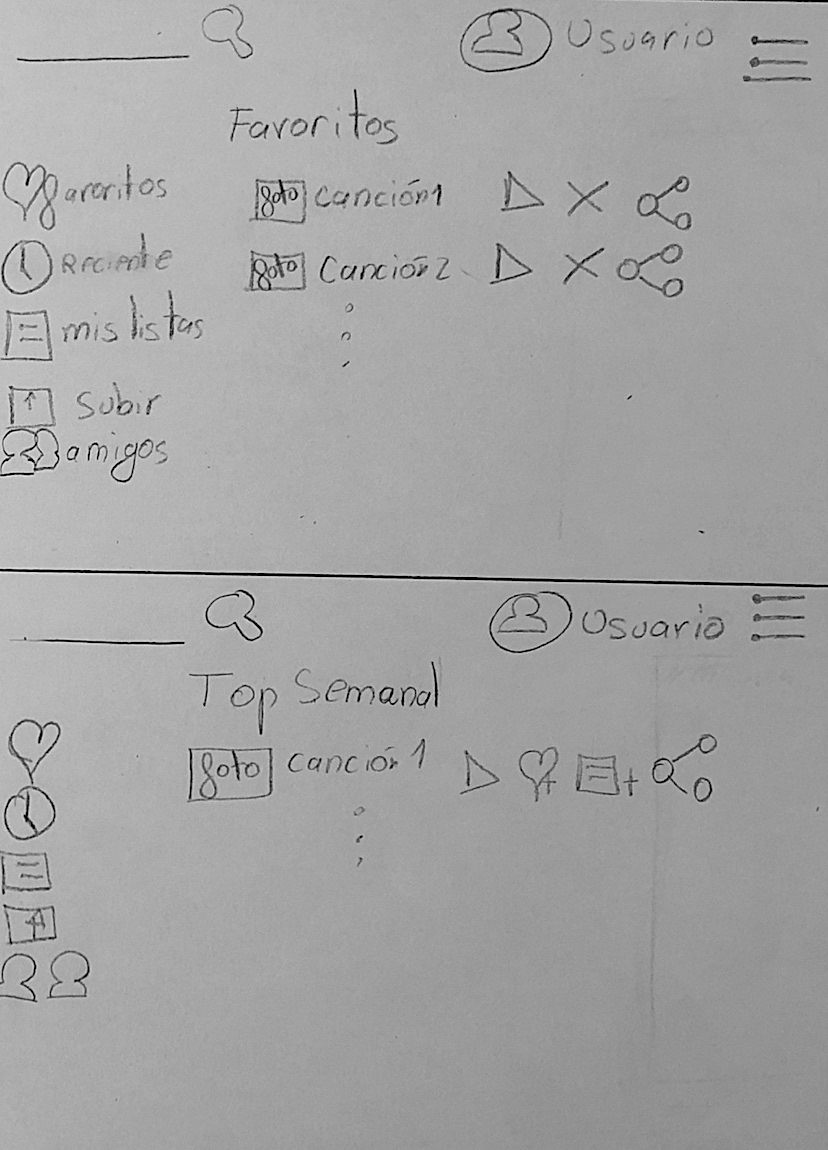 Usuario
Favoritos
Favoritos
foto canción1
Reciente
foto Canción2
mis listas
Subir
amigos
Usuario
Top Semanal
foto canción 1